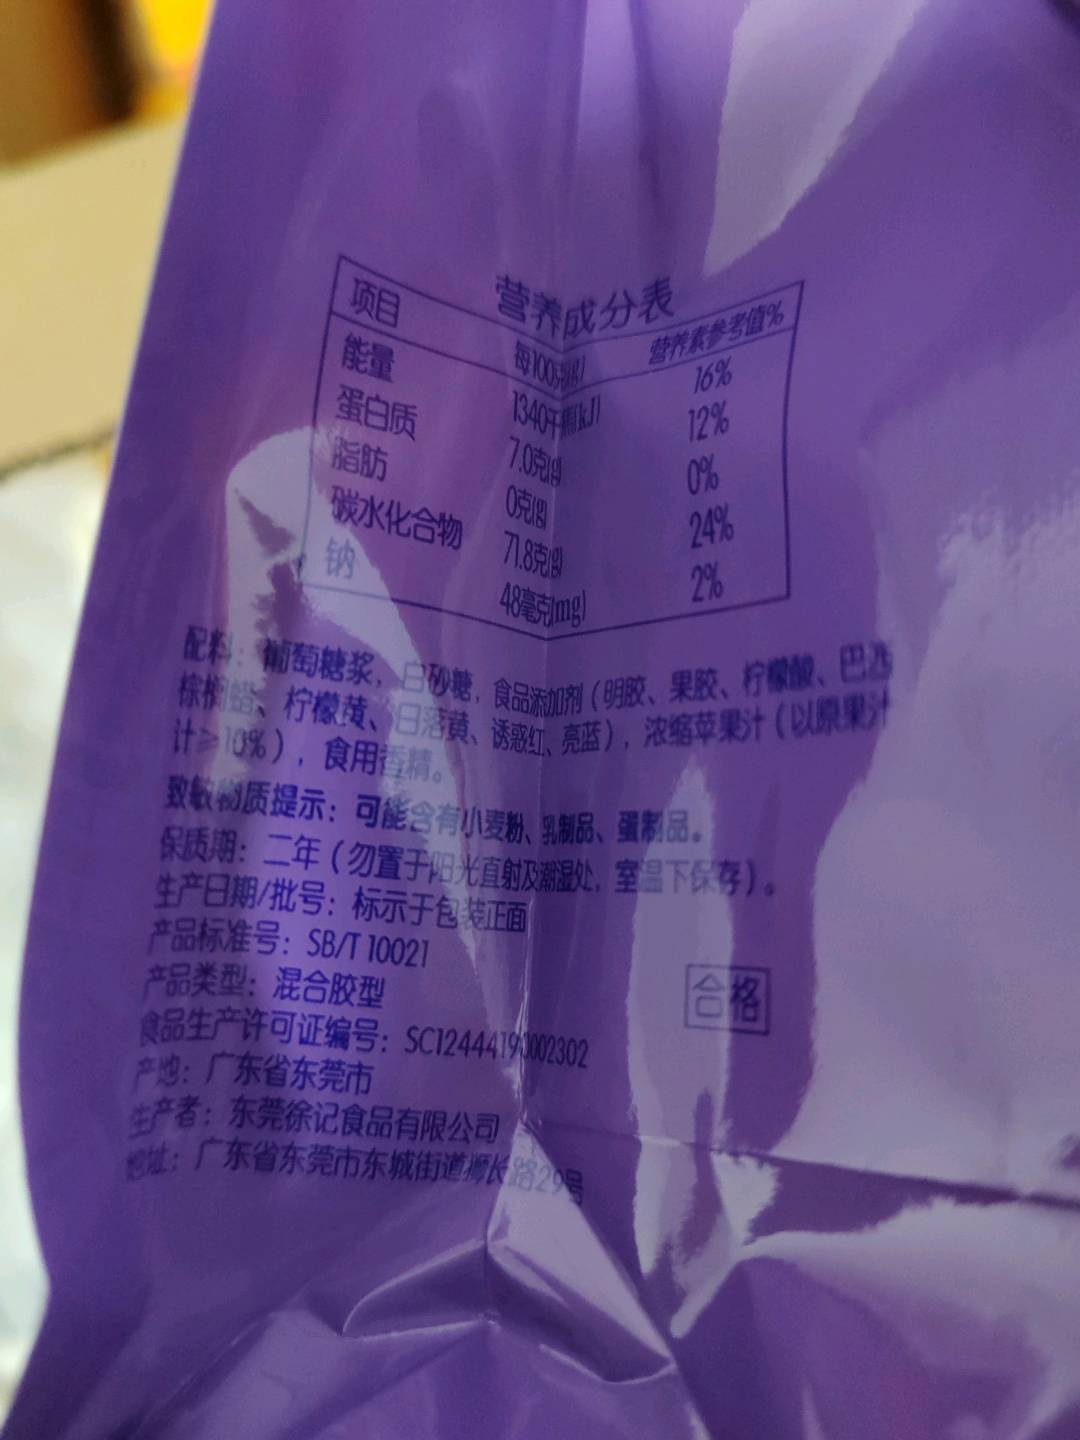 营养成分表
项目 每100克(g) 营养素参考值%
能量 1340千焦(kJ) 16%
蛋白质 7.0克(g) 12%
脂肪 0克(g) 0%
碳水化合物 71.8克(g) 24%
钠 48毫克(mg) 2%
配料：葡萄糖浆，白砂糖，食品添加剂（明胶、果胶、柠檬酸、巴西
棕榈蜡、柠檬黄、日落黄、诱惑红、亮蓝），浓缩苹果汁（以原果汁
计≥10%），食用香精。
致敏物质提示：可能含有小麦粉、乳制品、蛋制品。
保质期：二年（勿置于阳光直射及潮湿处，室温下保存）。
生产日期/批号：标示于包装正面
产品标准号：SB/T 10021
产品类型：混合胶型
合格
食品生产许可证编号：SC12444190002302
产地：广东省东莞市
生产者：东莞徐记食品有限公司
地址：广东省东莞市东城街道狮长路29号